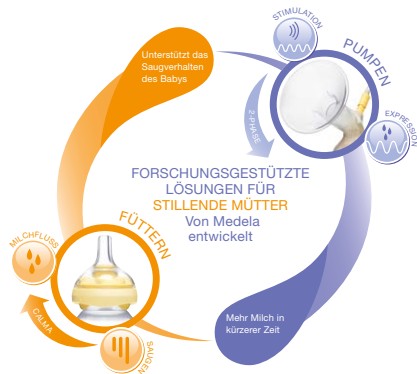 STIMULATION
PUMPEN
Unterstützt das
Saugverhalten
des Babys
2-PHASE
EXPRESSION
FORSCHUNGSGESTÜTZTE
LÖSUNGEN FÜR
STILLENDE MÜTTER
Von Medela
entwickelt
FÜTTERN
MILCHFLUSS
CALMA
SAUGEN
Mehr Milch in
kürzerer Zeit